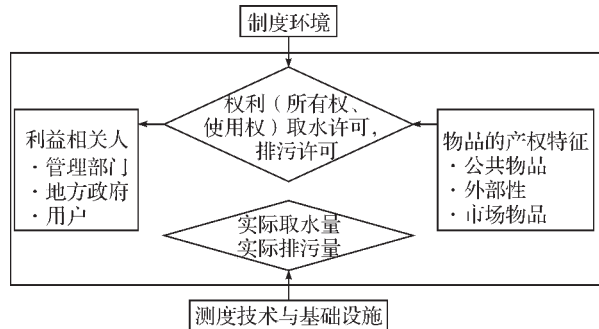 制度环境
权利（所有权、
使用权）取水许可，
排污许可
利益相关人
·管理部门
·地方政府
·用户
物品的产权特征
·公共物品
·外部性
·市场物品
实际取水量
实际排污量
测度技术与基础设施